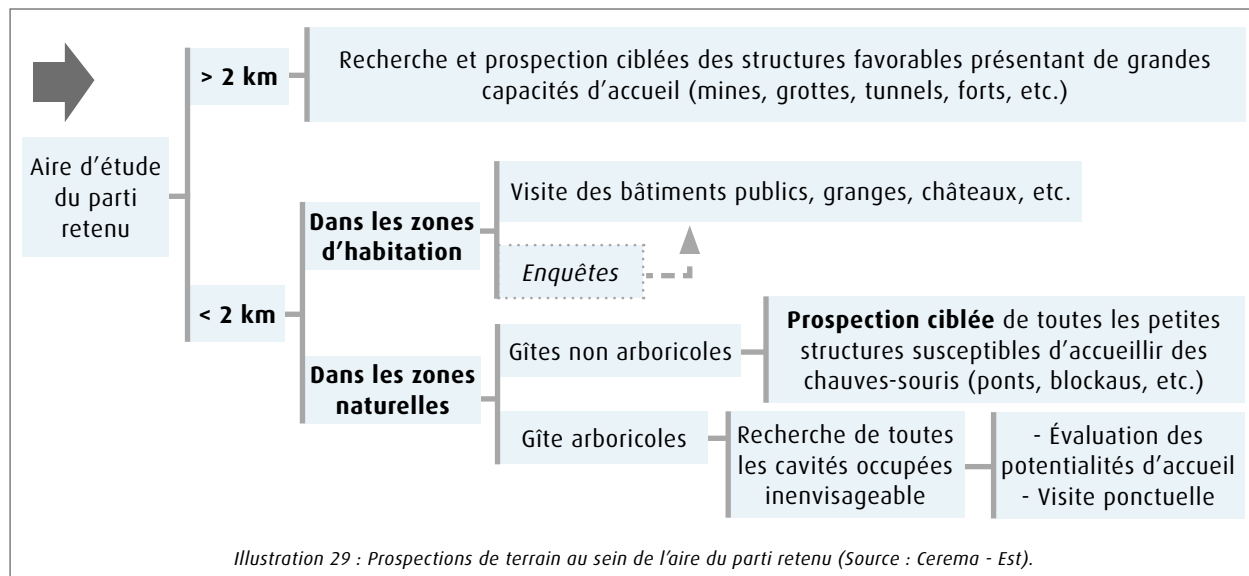 > 2 km
Recherche et prospection ciblées des structures favorables présentant de grandes
capacités d'accueil (mines, grottes, tunnels, forts, etc.)
Aire d'étude
du parti
retenu
< 2 km
Dans les zones
d'habitation
Visite des bâtiments publics, granges, châteaux, etc.
Enquêtes
Dans les zones
naturelles
Gîtes non arboricoles
Prospection ciblée de toutes les petites
structures susceptibles d'accueillir des
chauves-souris (ponts, blockaus, etc.)
Gîte arboricoles
Recherche de toutes
les cavités occupées
inenvisageable
- Évaluation des
potentialités d'accueil
- Visite ponctuelle
Illustration 29 : Prospections de terrain au sein de l'aire du parti retenu (Source : Cerema - Est).